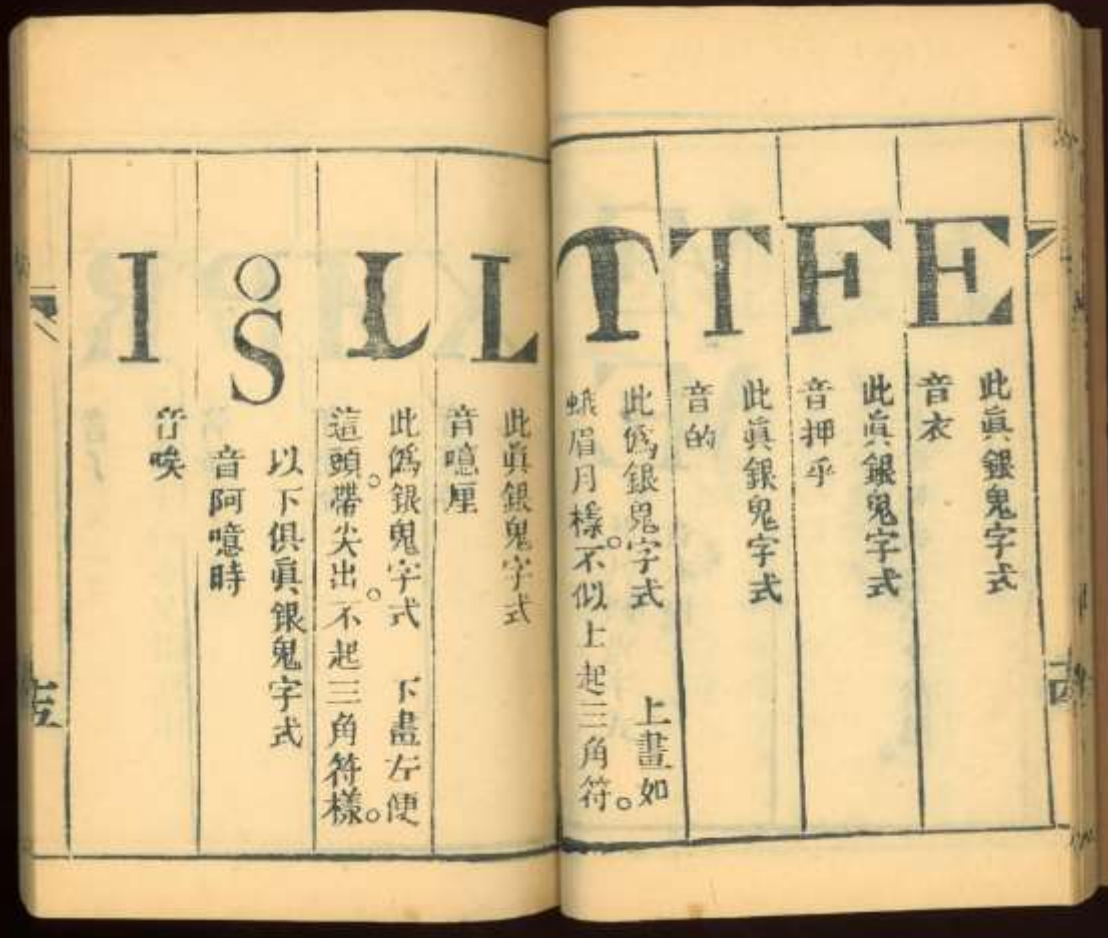 E
此眞銀鬼字式
音衣
F
此眞銀鬼字式
音押乎
T
此眞銀鬼字式
音的
T
此僞銀鬼字式 上畫如
蛾眉月樣。不似上起三角符。
L
此眞銀鬼字式
音噫厘
L
此僞銀鬼字式 下畫左便
這頭帶尖出。不起三角符樣。
o
S
以下俱眞銀鬼字式
音阿噫時
I
音唉